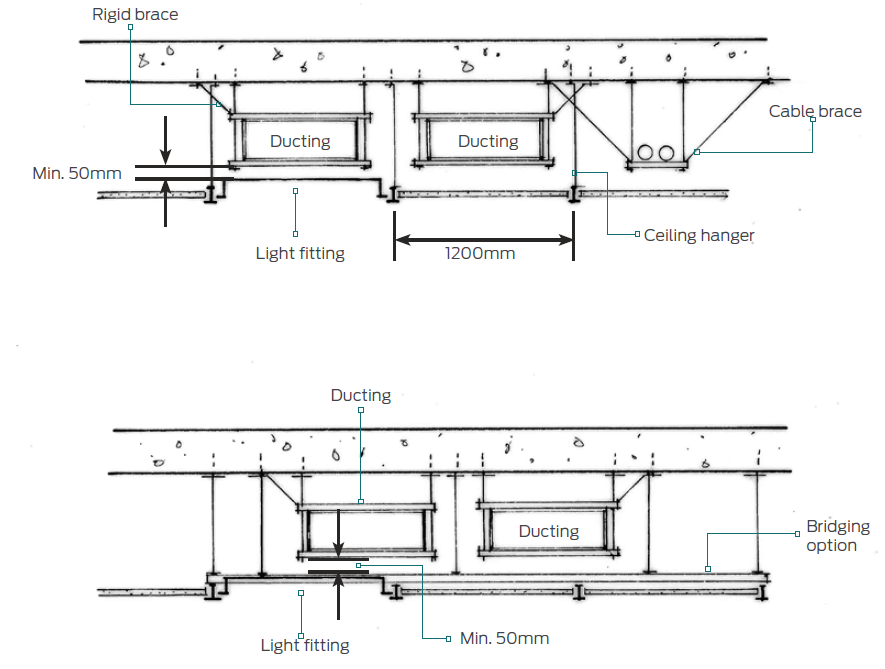 Rigid brace
Cable brace
Ducting
Ducting
Min. 50mm
Ceiling hanger
Light fitting
1200mm
Ducting
Ducting
Bridging
option
Light fitting
Min. 50mm